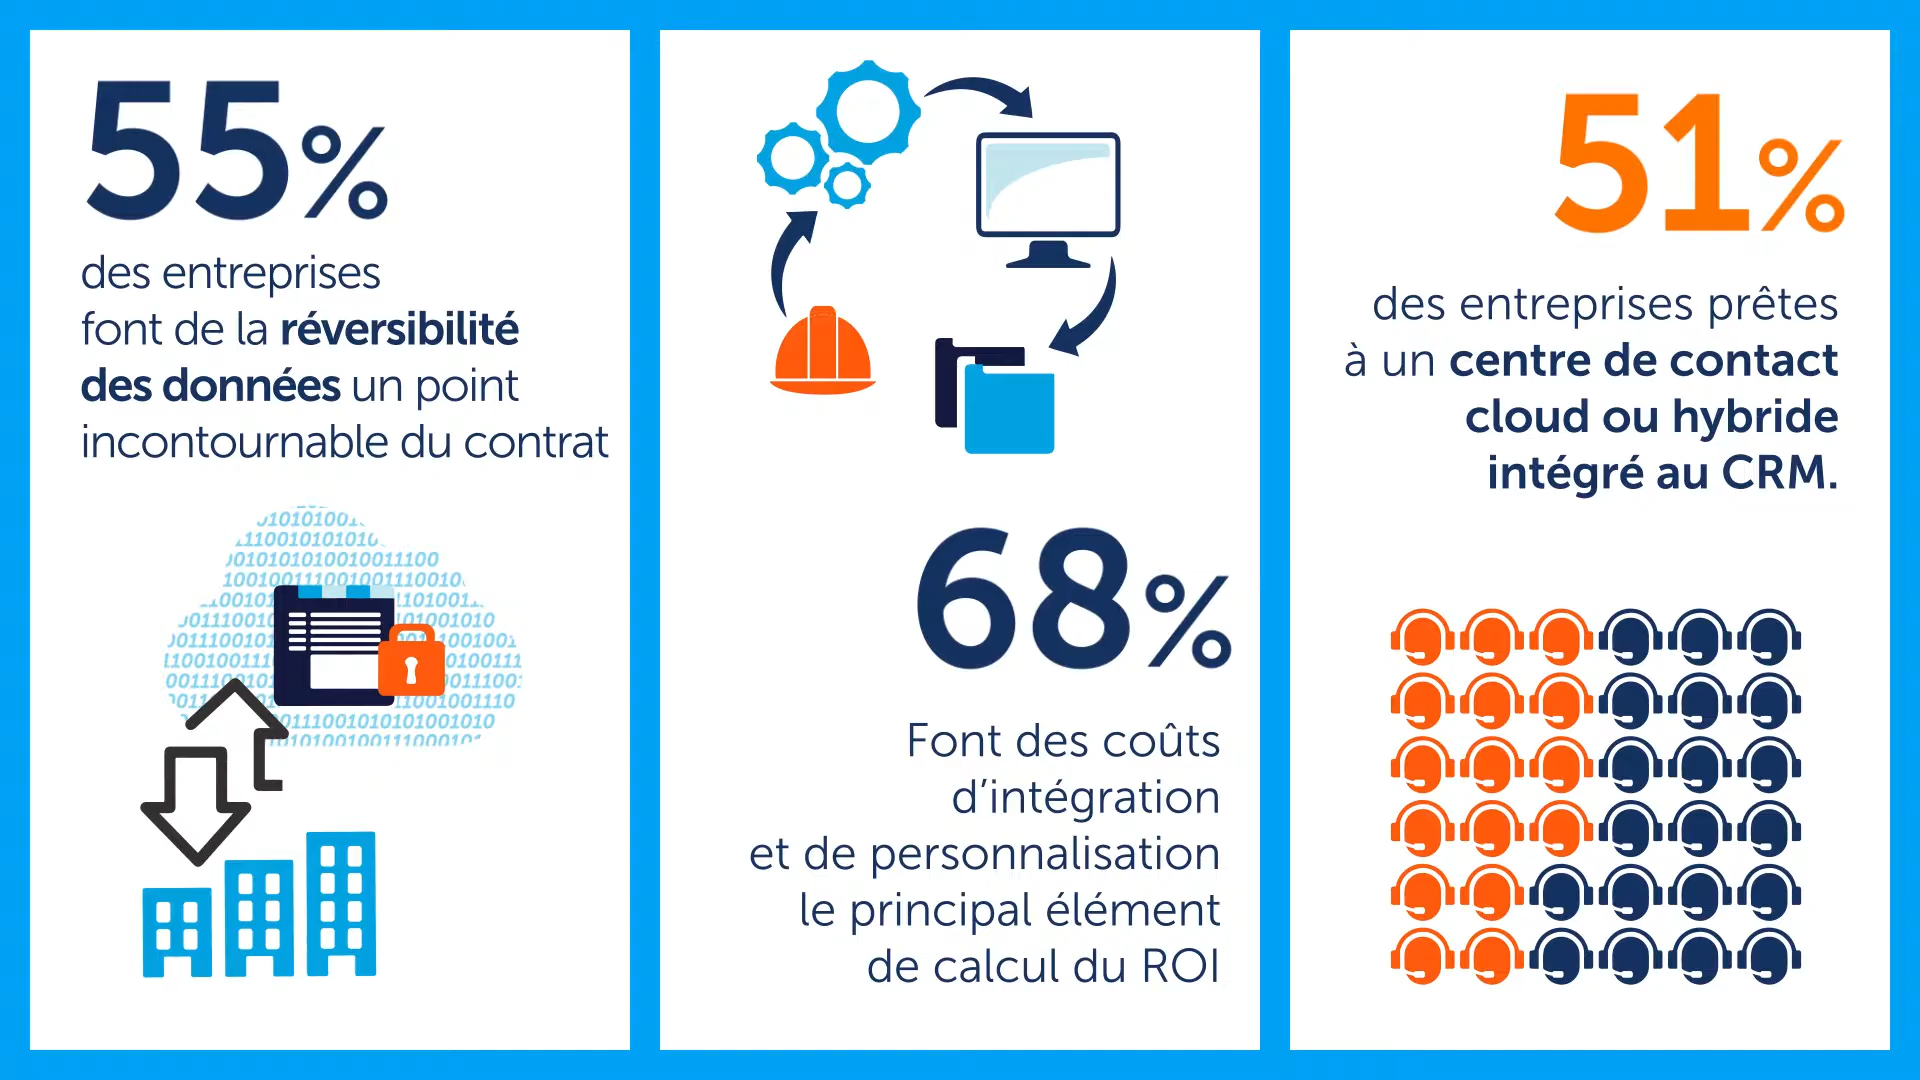 55%
des entreprises
font de la réversibilité
des données un point
incontournable du contrat
68%
Font des coûts
d’intégration
et de personnalisation
le principal élément
de calcul du ROI
51%
des entreprises prêtes
à un centre de contact
cloud ou hybride
intégré au CRM.